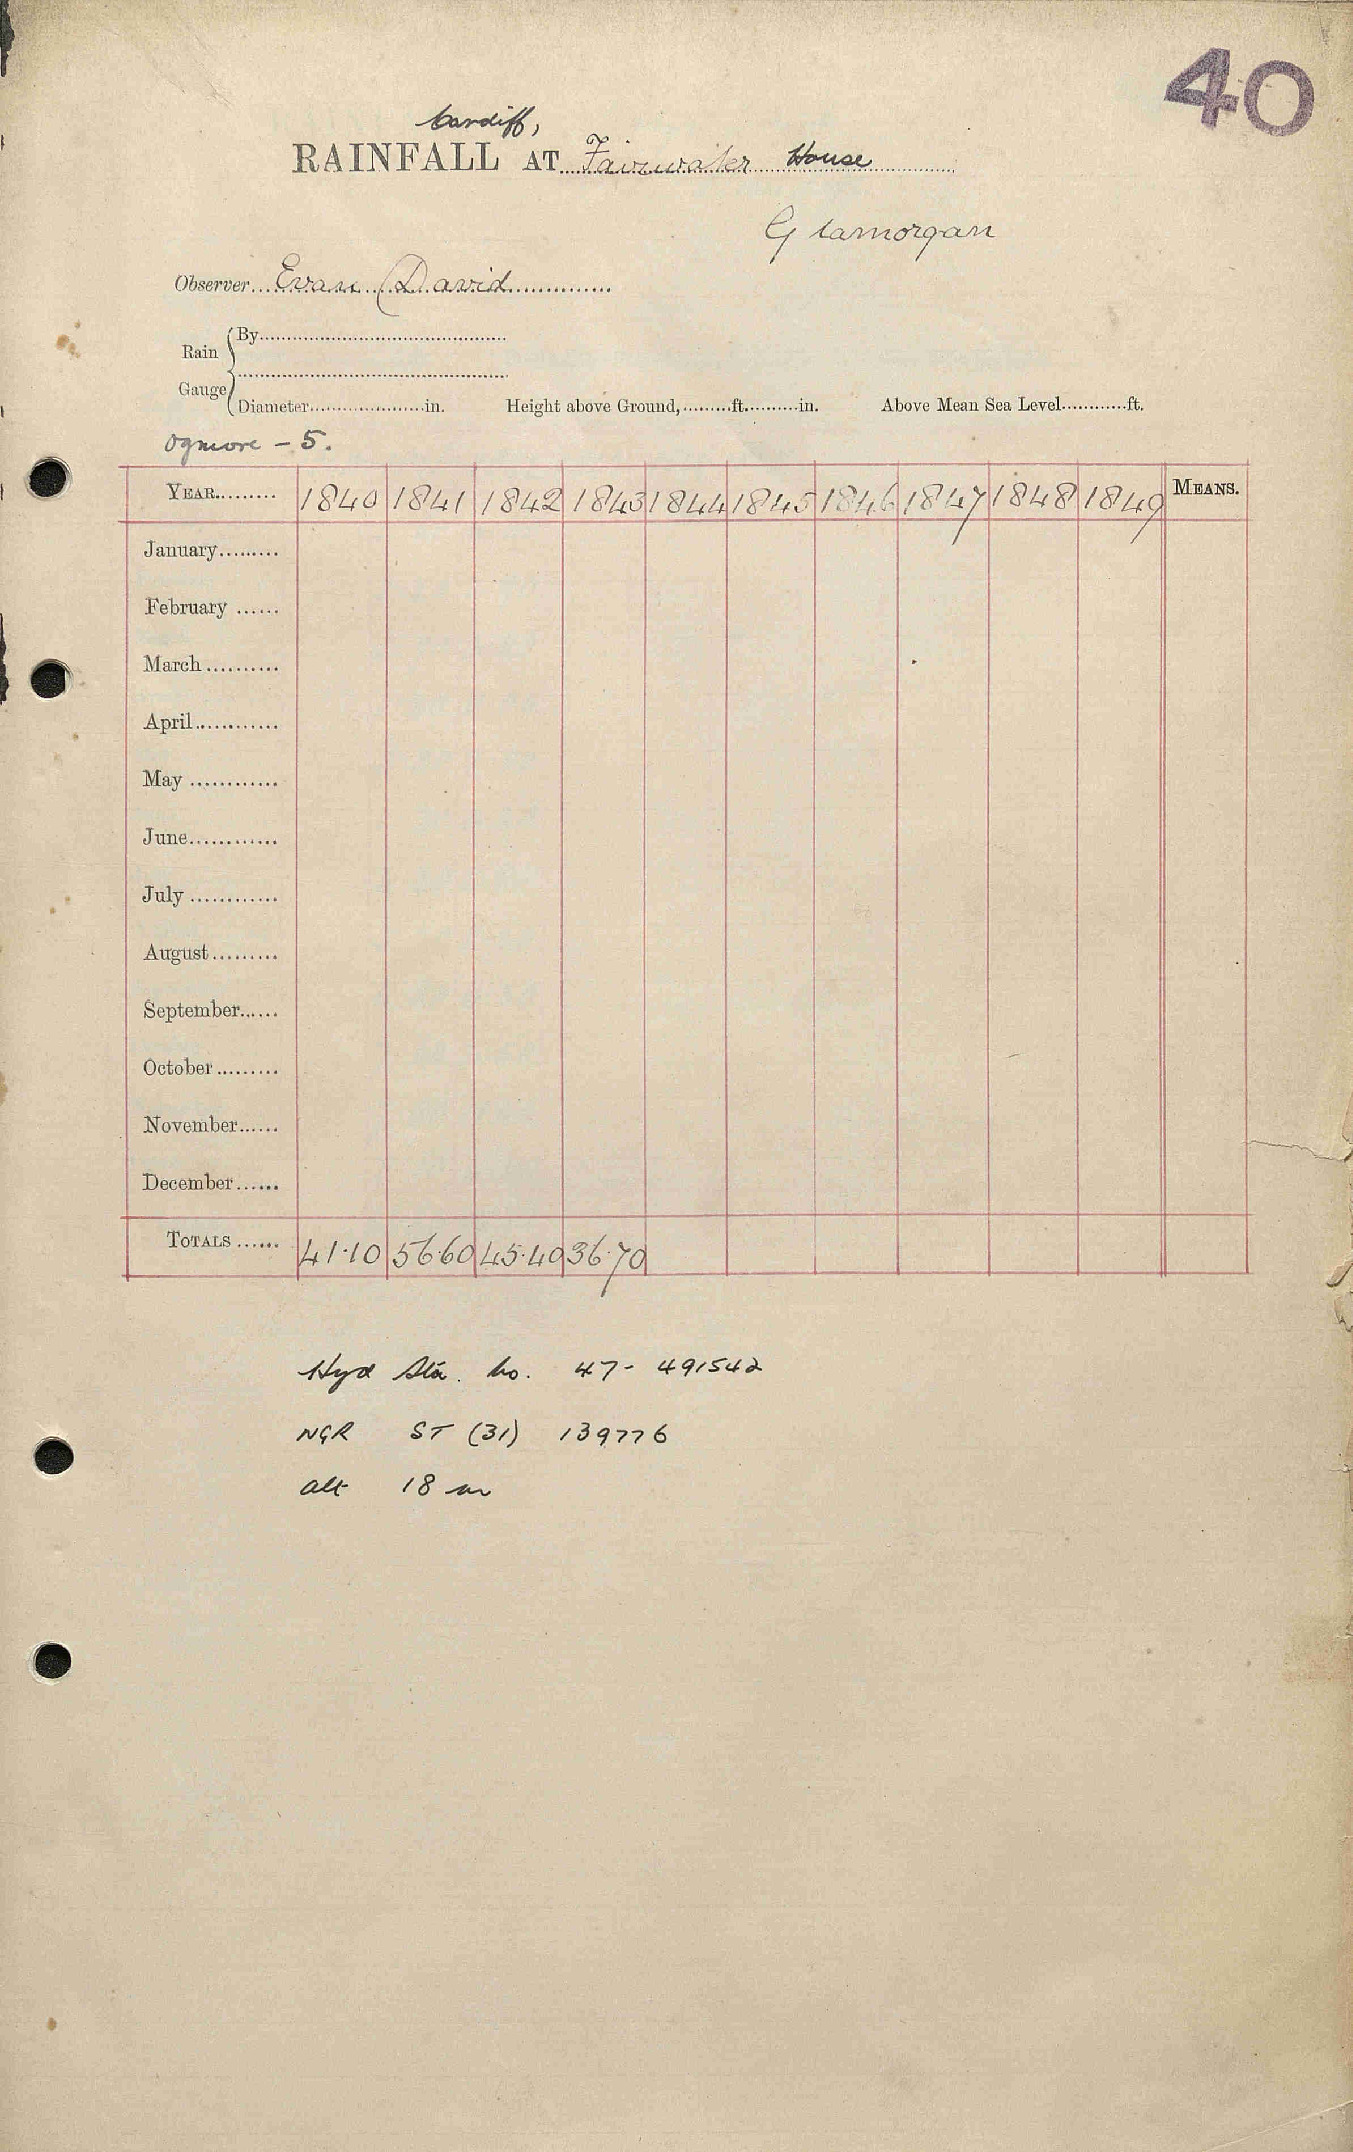 40
Cardiff,
RAINFALL AT Fairwater House
Glamorgan
Observer Evan David
Rain Gauge
By
Diameter in. Height above Ground, ft. in. Above Mean Sea Level ft.
Ogmore - 5.
YEAR 1840 1841 1842 1843 1844 1845 1846 1847 1848 1849 MEANS.
January
February
March
April
May
June
July
August
September
October
November
December
TOTALS 41·10 56·60 45·40 36·70
Hyd Sta. No. 47- 491542
NGR ST (31) 139776
alt 18 m